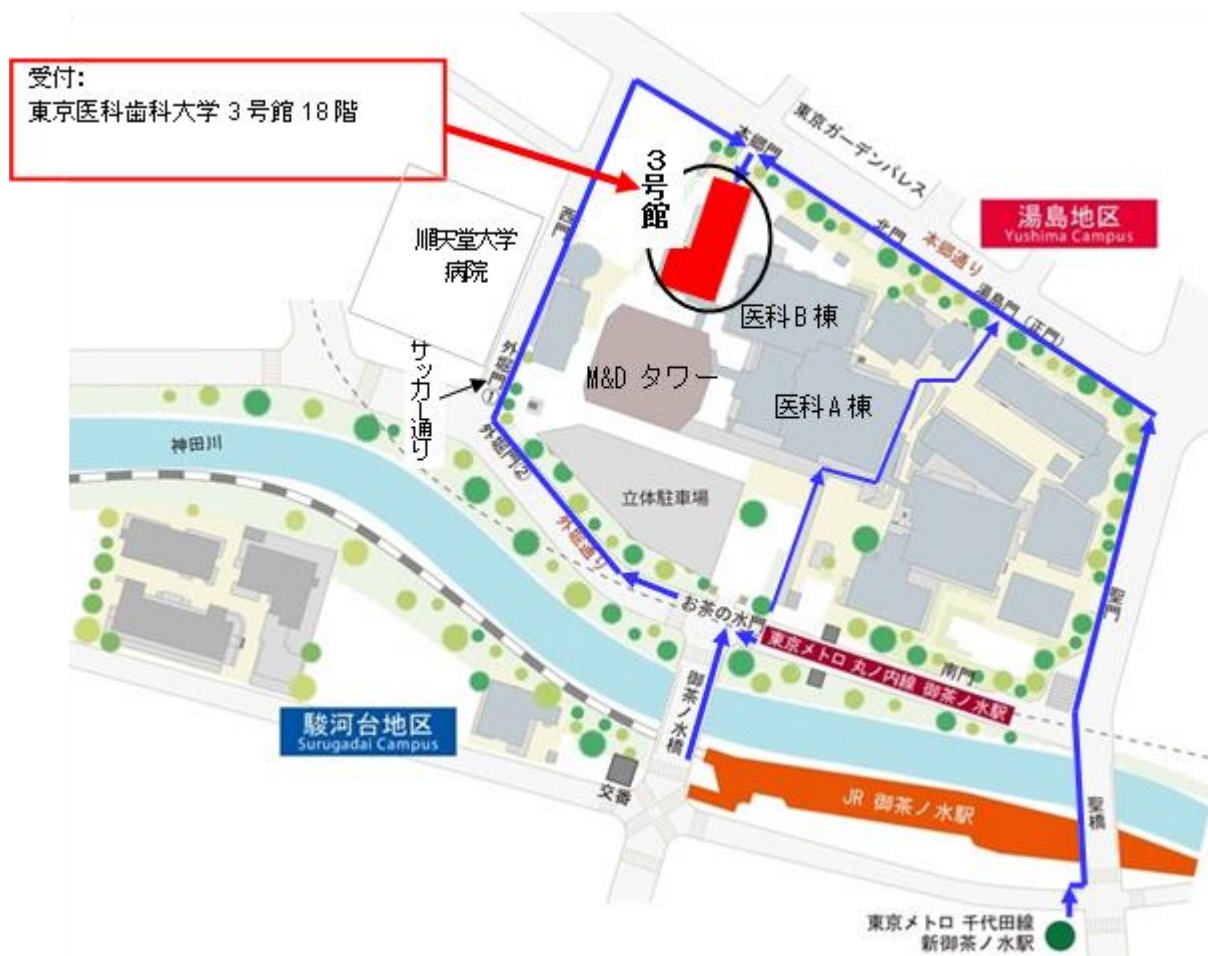 受付:
東京医科歯科大学 3号館 18階
本郷門
東京ガーデンパレス
3号館
湯島地区
Yushima Campus
西門
順天堂大学
病院
北門
本郷通り
湯島門（正門）
医科B棟
外堀門①
サッカー通り
M&D タワー
医科A棟
神田川
外堀門②
立体駐車場
外堀通り
お茶の水門
聖門
東京メトロ 丸ノ内線 御茶ノ水駅
南門
御茶ノ水橋
駿河台地区
Surugadai Campus
交番
JR 御茶ノ水駅
聖橋
東京メトロ 千代田線
新御茶ノ水駅